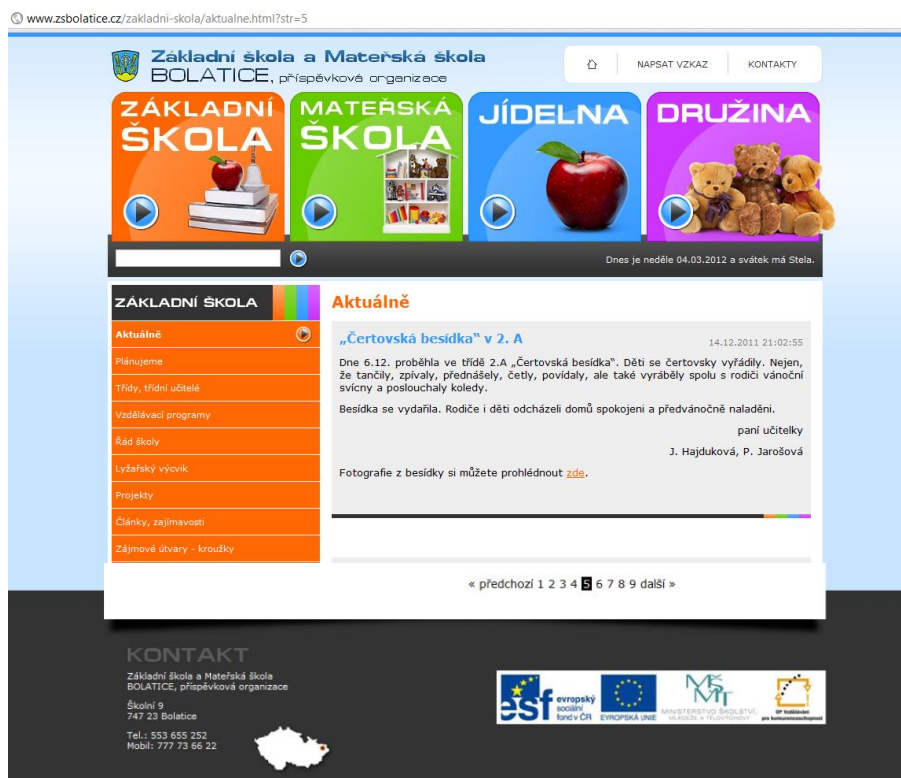 www.zsbolatice.cz/zakladni-skola/aktualne.html?str=5
Základní škola a Mateřská škola
BOLATICE, příspěvková organizace
NAPSAT VZKAZ
KONTAKTY
ZÁKLADNÍ
ŠKOLA
MATEŘSKÁ
ŠKOLA
JÍDELNA
DRUŽINA
Dnes je neděle 04.03.2012 a svátek má Stela.
ZÁKLADNÍ ŠKOLA
Aktuálně
Plánujeme
Třídy, třídní učitelé
Vzdělávací programy
Řád školy
Lyžařský výcvik
Projekty
Články, zajímavosti
Zájmové útvary - kroužky
Aktuálně
„Čertovská besídka“ v 2. A
14.12.2011 21:02:55
Dne 6.12. proběhla ve třídě 2.A „Čertovská besídka“. Děti se čertovsky vyřádily. Nejen,
že tančily, zpívaly, přednášely, četly, povídaly, ale také vyráběly spolu s rodiči vánoční
svícny a poslouchaly koledy.
Besídka se vydařila. Rodiče i děti odcházeli domů spokojeni a předvánočně naladěni.
paní učitelky
J. Hajduková, P. Jarošová
Fotografie z besídky si můžete prohlédnout zde.
« předchozí 1 2 3 4 5 6 7 8 9 další »
KONTAKT
Základní škola a Mateřská škola
BOLATICE, příspěvková organizace
Školní 9
747 23 Bolatice
Tel.: 553 655 252
Mobil: 777 73 66 22
esf
evropský
sociální
fond v ČR
EVROPSKÁ UNIE
MŠMT
MINISTERSTVO ŠKOLSTVÍ,
MLÁDEŽE A TĚLOVÝCHOVY
OP Vzdělávání
pro konkurenceschopnost